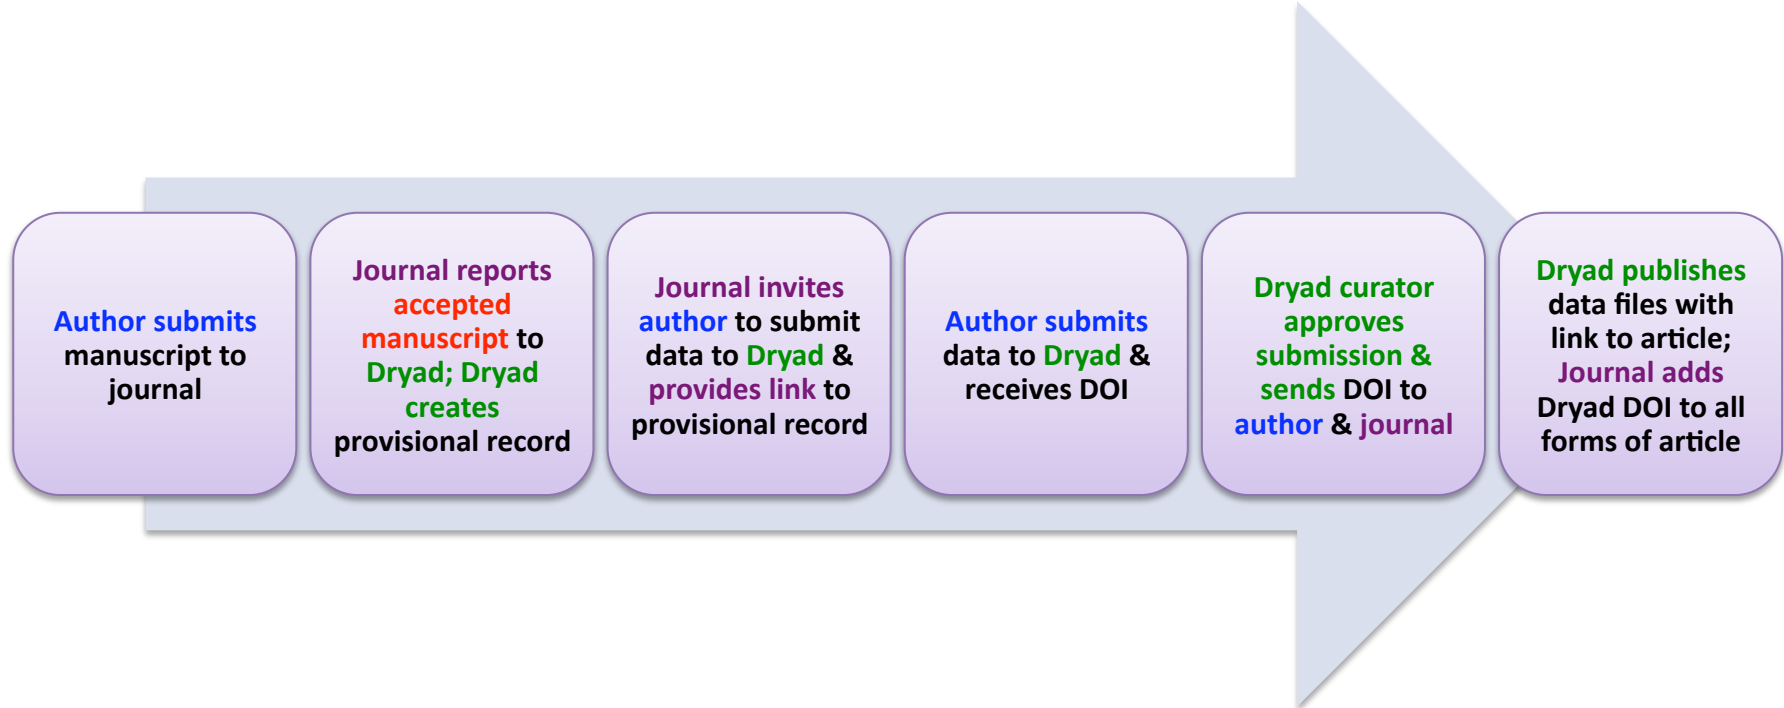 Author submits
manuscript to
journal
Journal reports
accepted
manuscript to
Dryad; Dryad
creates
provisional record
Journal invites
author to submit
data to Dryad &
provides link to
provisional record
Author submits
data to Dryad &
receives DOI
Dryad curator
approves
submission &
sends DOI to
author & journal
Dryad publishes
data files with
link to article;
Journal adds
Dryad DOI to all
forms of article